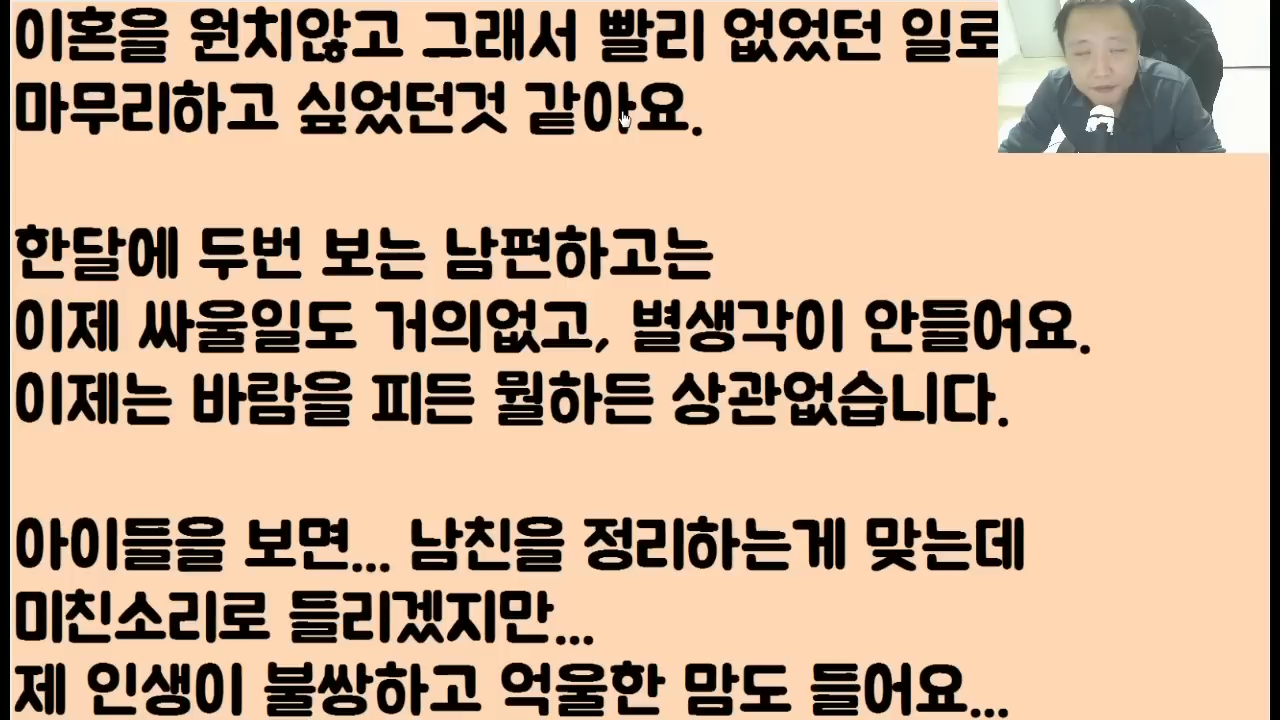 이혼을 원치않고 그래서 빨리 없었던 일로
마무리하고 싶었던것 같아요.
한달에 두번 보는 남편하고는
이제 싸울일도 거의없고, 별생각이 안들어요.
이제는 바람을 피든 뭘하든 상관없습니다.
아이들을 보면... 남친을 정리하는게 맞는데
미친소리로 들리겠지만...
제 인생이 불쌍하고 억울한 맘도 들어요...